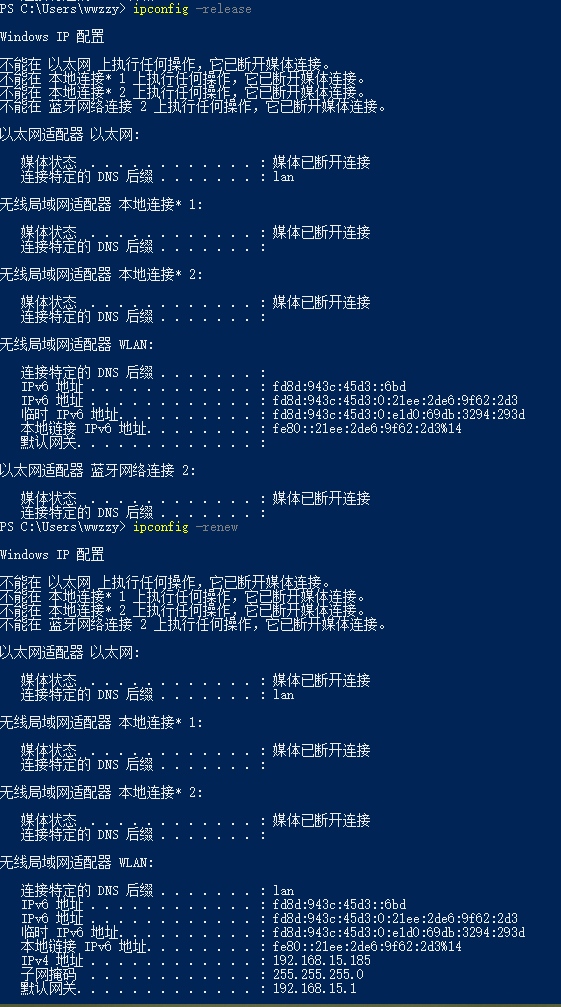 PS C:\Users\wwzzy> ipconfig -release
Windows IP 配置
不能在 以太网 上执行任何操作，它已断开媒体连接。
不能在 本地连接* 1 上执行任何操作，它已断开媒体连接。
不能在 本地连接* 2 上执行任何操作，它已断开媒体连接。
不能在 蓝牙网络连接 2 上执行任何操作，它已断开媒体连接。
以太网适配器 以太网:
媒体状态 . . . . . . . . . . . . : 媒体已断开连接
连接特定的 DNS 后缀 . . . . . . . : lan
无线局域网适配器 本地连接* 1:
媒体状态 . . . . . . . . . . . . : 媒体已断开连接
连接特定的 DNS 后缀 . . . . . . . :
无线局域网适配器 本地连接* 2:
媒体状态 . . . . . . . . . . . . : 媒体已断开连接
连接特定的 DNS 后缀 . . . . . . . :
无线局域网适配器 WLAN:
连接特定的 DNS 后缀 . . . . . . . :
IPv6 地址 . . . . . . . . . . . . : fd8d:943c:45d3::6bd
IPv6 地址 . . . . . . . . . . . . : fd8d:943c:45d3:0:21ee:2de6:9f62:2d3
临时 IPv6 地址. . . . . . . . . . : fd8d:943c:45d3:0:e1d0:69db:3294:293d
本地链接 IPv6 地址. . . . . . . . : fe80::21ee:2de6:9f62:2d3%14
默认网关. . . . . . . . . . . . . :
以太网适配器 蓝牙网络连接 2:
媒体状态 . . . . . . . . . . . . : 媒体已断开连接
连接特定的 DNS 后缀 . . . . . . . :
PS C:\Users\wwzzy> ipconfig -renew
Windows IP 配置
不能在 以太网 上执行任何操作，它已断开媒体连接。
不能在 本地连接* 1 上执行任何操作，它已断开媒体连接。
不能在 本地连接* 2 上执行任何操作，它已断开媒体连接。
不能在 蓝牙网络连接 2 上执行任何操作，它已断开媒体连接。
以太网适配器 以太网:
媒体状态 . . . . . . . . . . . . : 媒体已断开连接
连接特定的 DNS 后缀 . . . . . . . : lan
无线局域网适配器 本地连接* 1:
媒体状态 . . . . . . . . . . . . : 媒体已断开连接
连接特定的 DNS 后缀 . . . . . . . :
无线局域网适配器 本地连接* 2:
媒体状态 . . . . . . . . . . . . : 媒体已断开连接
连接特定的 DNS 后缀 . . . . . . . :
无线局域网适配器 WLAN:
连接特定的 DNS 后缀 . . . . . . . : lan
IPv6 地址 . . . . . . . . . . . . : fd8d:943c:45d3::6bd
IPv6 地址 . . . . . . . . . . . . : fd8d:943c:45d3:0:21ee:2de6:9f62:2d3
临时 IPv6 地址. . . . . . . . . . : fd8d:943c:45d3:0:e1d0:69db:3294:293d
本地链接 IPv6 地址. . . . . . . . : fe80::21ee:2de6:9f62:2d3%14
IPv4 地址 . . . . . . . . . . . . : 192.168.15.185
子网掩码 . . . . . . . . . . . . : 255.255.255.0
默认网关. . . . . . . . . . . . . : 192.168.15.1